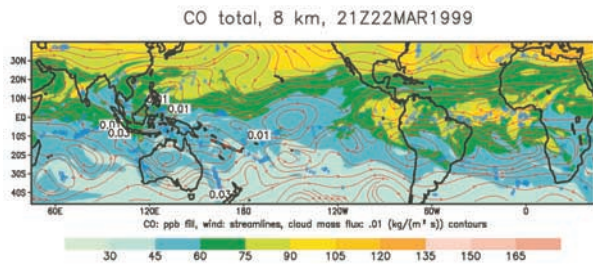 CO total, 8 km, 21Z22MAR1999
30N
20N
10N
EQ
10S
20S
30S
40S
0.01
0.01
0.01
0.03
0.01
0.03
60E 120E 180 120W 60W 0
CO: ppb fill, wind: streamlines, cloud mass flux: .01 (kg/(m² s)) contours
30 45 60 75 90 105 120 135 150 165